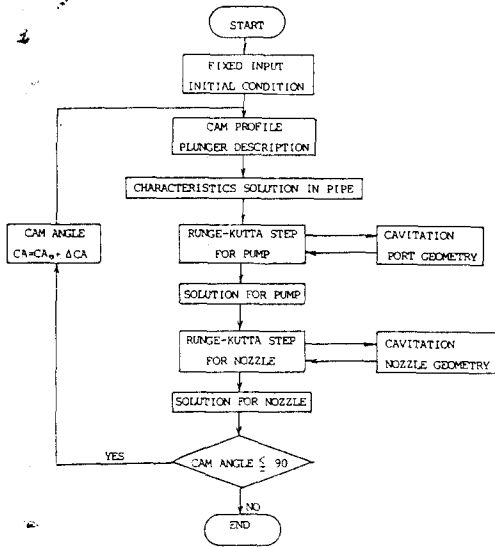 START
FIXED INPUT
INITIAL CONDITION
CAM PROFILE
PLUNGER DESCRIPTION
CHARACTERISTICS SOLUTION IN PIPE
RUNGE-KUTTA STEP
FOR PUMP
CAVITATION
PORT GEOMETRY
CAM ANGLE
CA=CA₀+ ΔCA
SOLUTION FOR PUMP
RUNGE-KUTTA STEP
FOR NOZZLE
CAVITATION
NOZZLE GEOMETRY
SOLUTION FOR NOZZLE
CAM ANGLE ≦ 90
YES
NO
END